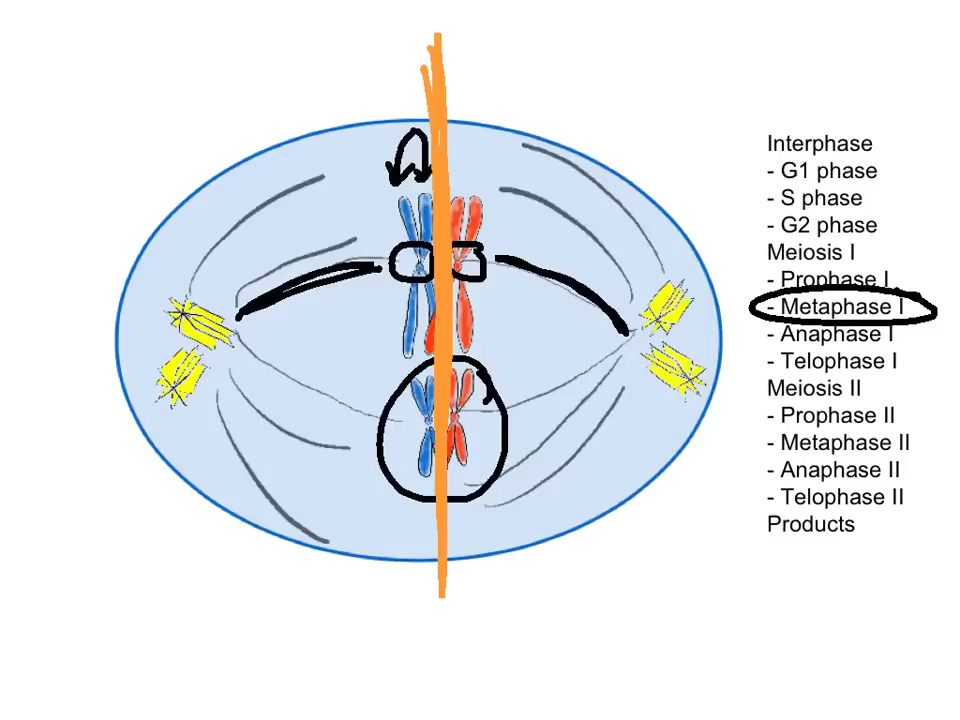 Interphase
- G1 phase
- S phase
- G2 phase
Meiosis I
- Prophase I
- Metaphase I
- Anaphase I
- Telophase I
Meiosis II
- Prophase II
- Metaphase II
- Anaphase II
- Telophase II
Products